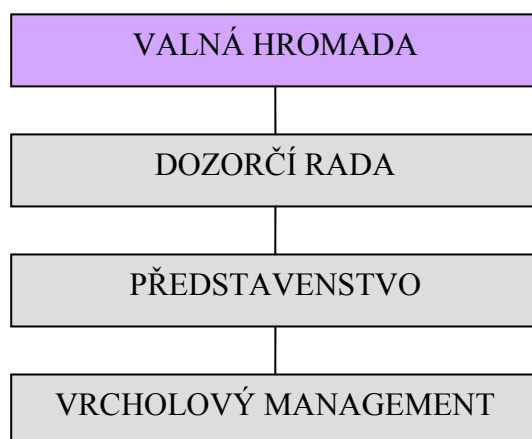 VALNÁ HROMADA
DOZORČÍ RADA
PŘEDSTAVENSTVO
VRCHOLOVÝ MANAGEMENT